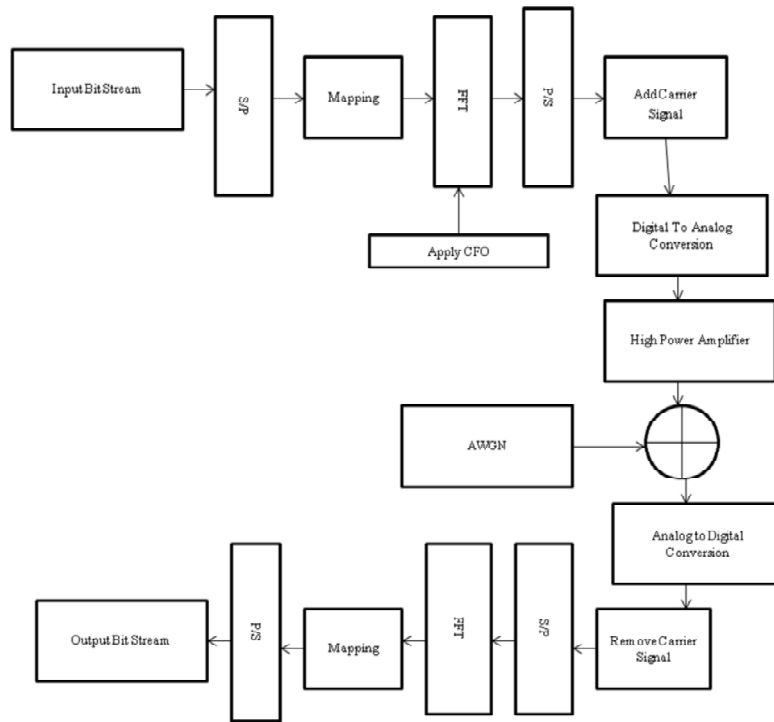 Input Bit Stream
S/P
Mapping
FFT
P/S
Add Carrier
Signal
Digital To Analog
Conversion
Apply CFO
High Power Amplifier
AWGN
Analog to Digital
Conversion
Output Bit Stream
P/S
Mapping
FFT
S/P
Remove Carrier
Signal